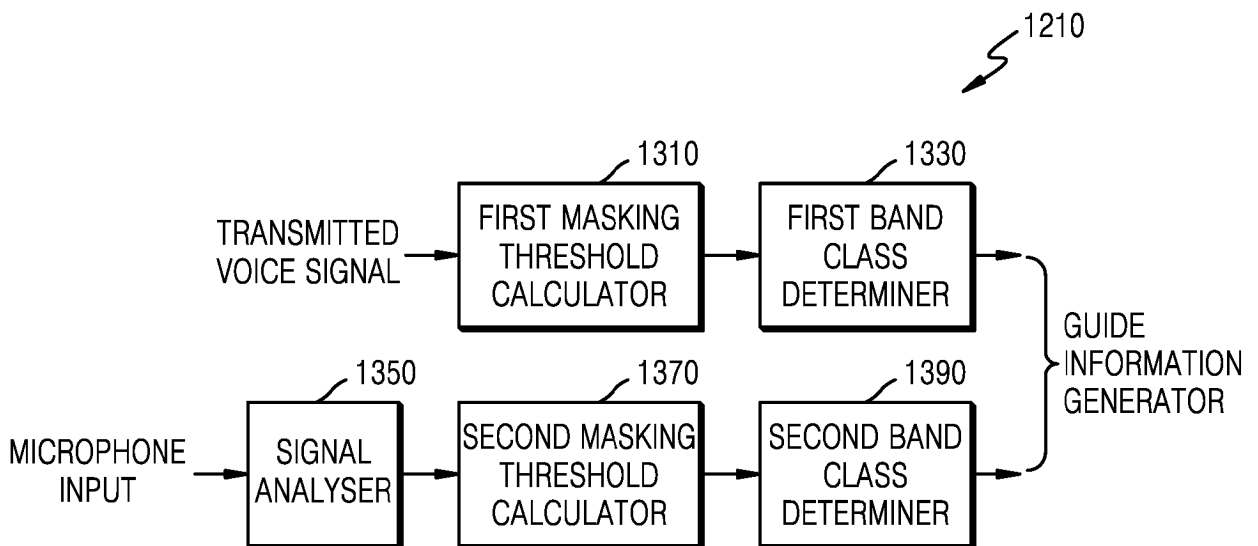 1210
1310
1330
TRANSMITTED
VOICE SIGNAL
FIRST MASKING
THRESHOLD
CALCULATOR
FIRST BAND
CLASS
DETERMINER
GUIDE
INFORMATION
GENERATOR
1350
1370
1390
MICROPHONE
INPUT
SIGNAL
ANALYSER
SECOND MASKING
THRESHOLD
CALCULATOR
SECOND BAND
CLASS
DETERMINER